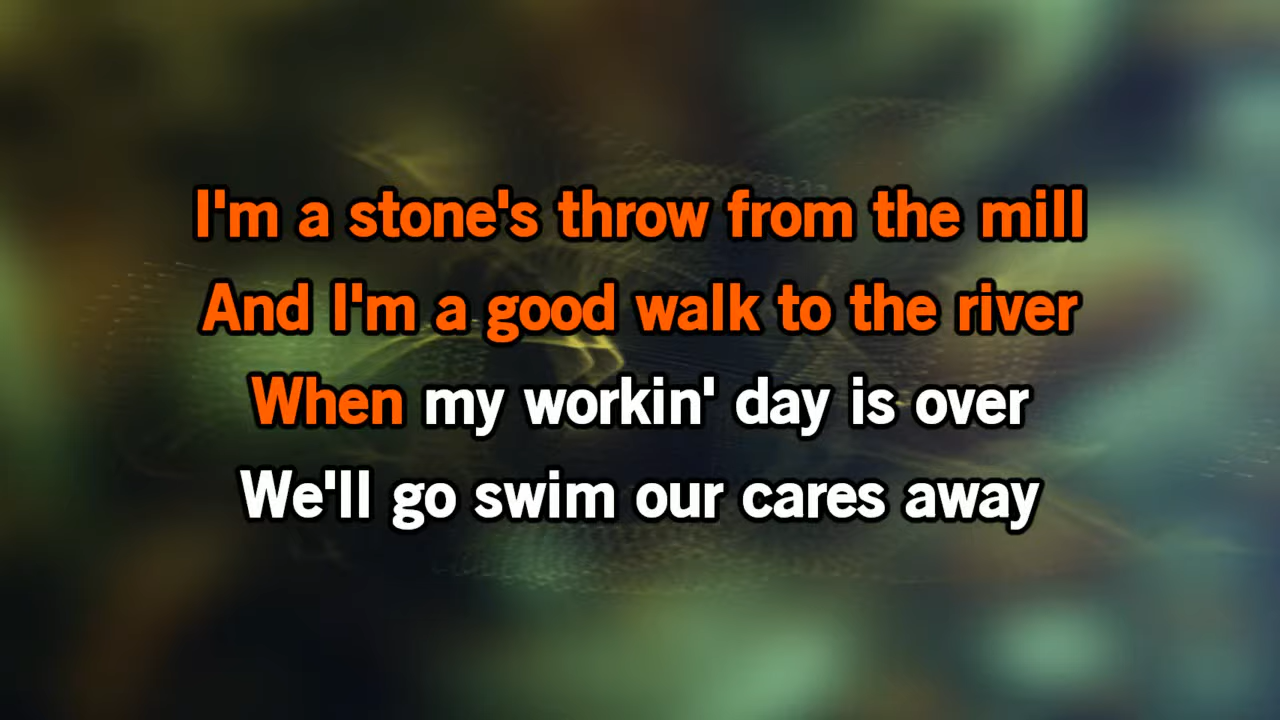 I'm a stone's throw from the mill
And I'm a good walk to the river
When my workin' day is over
We'll go swim our cares away